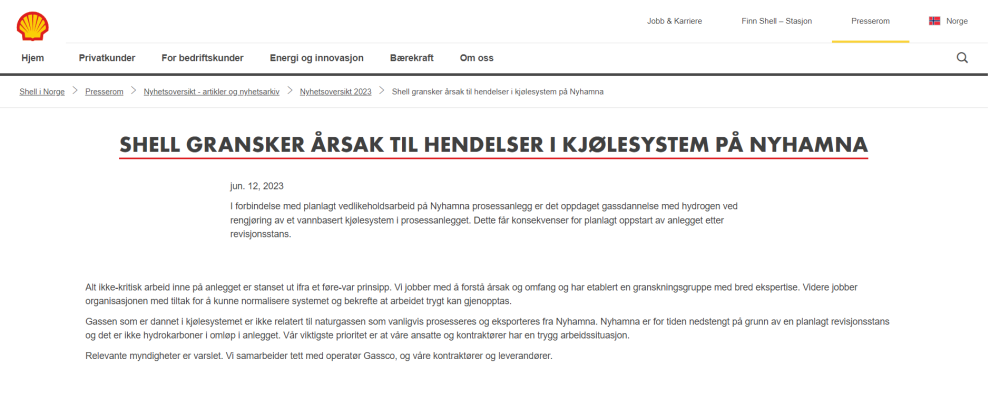 Jobb & Karriere Finn Shell – Stasjon Presserom Norge
Hjem Privatkunder For bedriftskunder Energi og innovasjon Bærekraft Om oss
Shell i Norge > Presserom > Nyhetsoversikt - artikler og nyhetsarkiv > Nyhetsoversikt 2023 > Shell gransker årsak til hendelser i kjølesystem på Nyhamna
SHELL GRANSKER ÅRSAK TIL HENDELSER I KJØLESYSTEM PÅ NYHAMNA
jun. 12, 2023
I forbindelse med planlagt vedlikeholdsarbeid på Nyhamna prosessanlegg er det oppdaget gassdannelse med hydrogen ved
rengjøring av et vannbasert kjølesystem i prosessanlegget. Dette får konsekvenser for planlagt oppstart av anlegget etter
revisjonsstans.
Alt ikke-kritisk arbeid inne på anlegget er stanset ut ifra et føre-var prinsipp. Vi jobber med å forstå årsak og omfang og har etablert en granskningsgruppe med bred ekspertise. Videre jobber
organisasjonen med tiltak for å kunne normalisere systemet og bekrefte at arbeidet trygt kan gjenopptas.
Gassen som er dannet i kjølesystemet er ikke relatert til naturgassen som vanligvis prosesseres og eksporteres fra Nyhamna. Nyhamna er for tiden nedstengt på grunn av en planlagt revisjonsstans
og det er ikke hydrokarboner i omløp i anlegget. Vår viktigste prioritet er at våre ansatte og kontraktører har en trygg arbeidssituasjon.
Relevante myndigheter er varslet. Vi samarbeider tett med operatør Gassco, og våre kontraktører og leverandører.